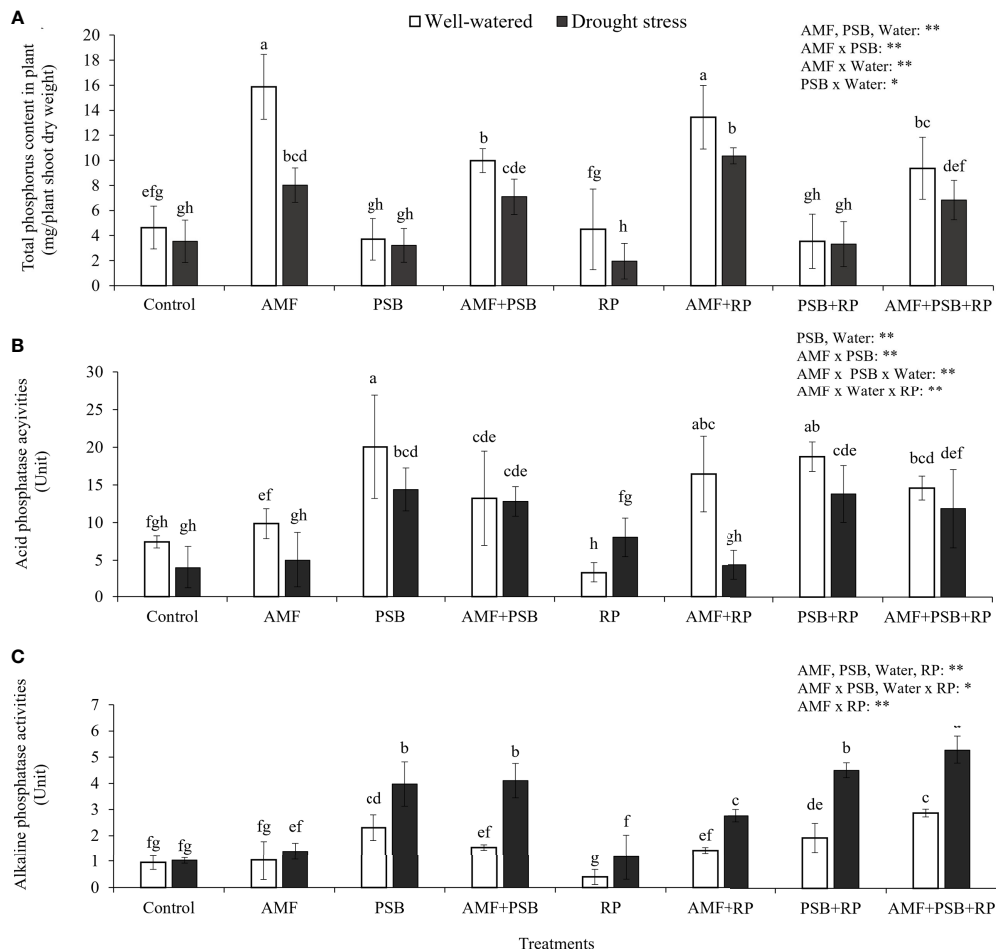 A
Well-watered Drought stress
Total phosphorus content in plant
(mg/plant shoot dry weight)
AMF, PSB, Water: **
AMF x PSB: **
AMF x Water: **
PSB x Water: *
20
18
16
14
12
10
8
6
4
2
0
efg gh a bcd gh gh b cde fg h a b gh gh bc def
Control AMF PSB AMF+PSB RP AMF+RP PSB+RP AMF+PSB+RP
B
Acid phosphatase acyivities
(Unit)
PSB, Water: **
AMF x PSB: **
AMF x PSB x Water: **
AMF x Water x RP: **
30
25
20
15
10
5
0
fgh gh ef gh a bcd cde cde h fg abc gh ab cde bcd def
Control AMF PSB AMF+PSB RP AMF+RP PSB+RP AMF+PSB+RP
C
Alkaline phosphatase activities
(Unit)
AMF, PSB, Water, RP: **
AMF x PSB, Water x RP: *
AMF x RP: **
7
6
5
4
3
2
1
0
fg fg fg ef cd b ef b g f ef c de b c
Control AMF PSB AMF+PSB RP AMF+RP PSB+RP AMF+PSB+RP
Treatments